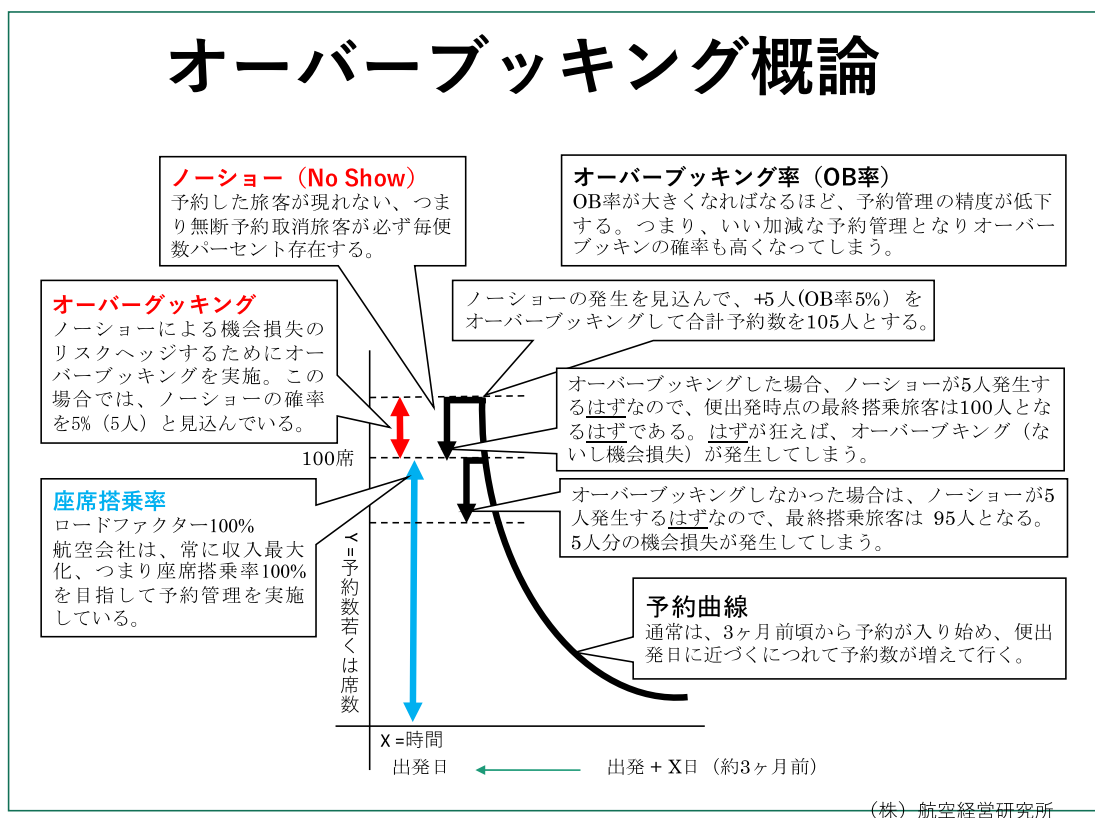 オーバーブッキング概論
ノーショー（No Show）
予約した旅客が現れない、つま
り無断予約取消旅客が必ず毎便
数パーセント存在する。
オーバーブッキング率（OB率）
OB率が大きくなればなるほど、予約管理の精度が低下
する。つまり、いい加減な予約管理となりオーバー
ブッキンの確率も高くなってしまう。
オーバーグッキング
ノーショーによる機会損失の
リスクヘッジするためにオー
バーブッキングを実施。この
場合では、ノーショーの確率
を5%（5人）と見込んでいる。
ノーショーの発生を見込んで、+5人(OB率5%）を
オーバーブッキングして合計予約数を105人とする。
オーバーブッキングした場合、ノーショーが5人発生す
るはずなので、便出発時点の最終搭乗旅客は100人とな
るはずである。はずが狂えば、オーバーブキング（な
いし機会損失）が発生してしまう。
100席
座席搭乗率
ロードファクター100%
航空会社は、常に収入最大
化、つまり座席搭乗率100%
を目指して予約管理を実施
している。
オーバーブッキングしなかった場合は、ノーショーが5
人発生するはずなので、最終搭乗旅客は 95人となる。
5人分の機会損失が発生してしまう。
Y=予約数若くは席数
予約曲線
通常は、3ヶ月前頃から予約が入り始め、便出
発日に近づくにつれて予約数が増えて行く。
X=時間
出発日
出発 + X日（約3ヶ月前）
（株）航空経営研究所